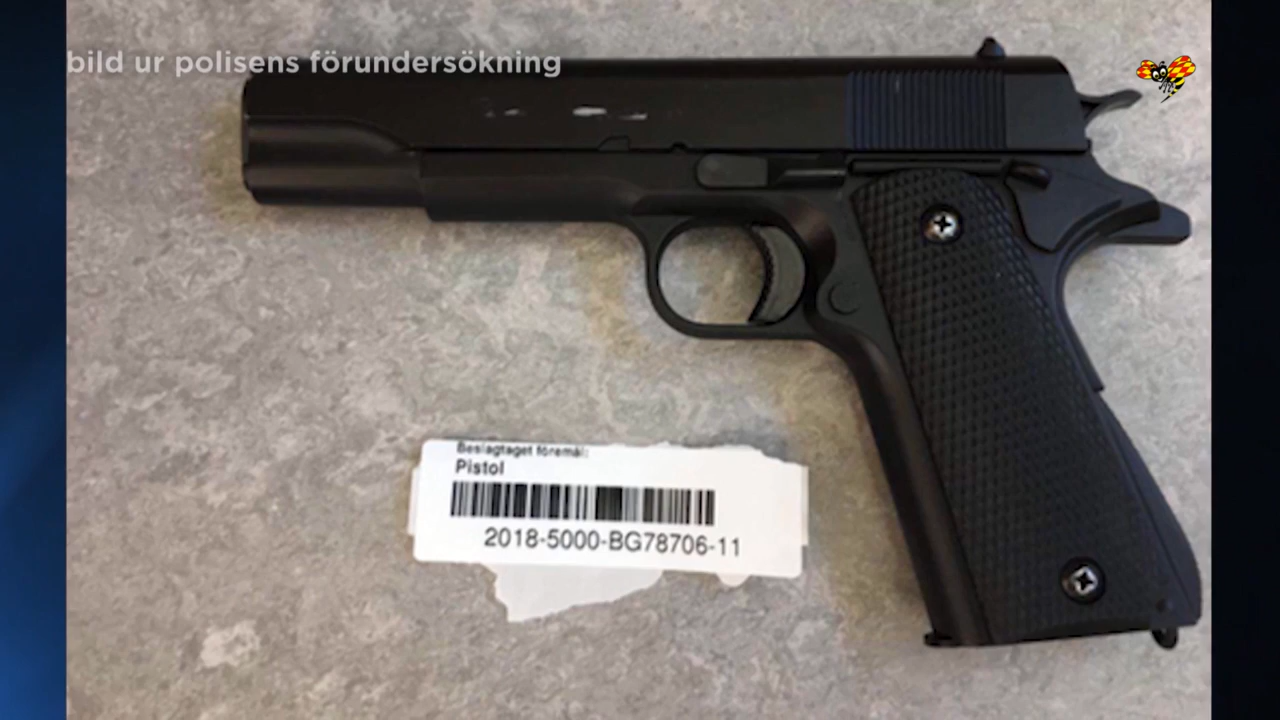 bild ur polisens förundersökning
Beslagtaget föremål:
Pistol
2018-5000-BG78706-11